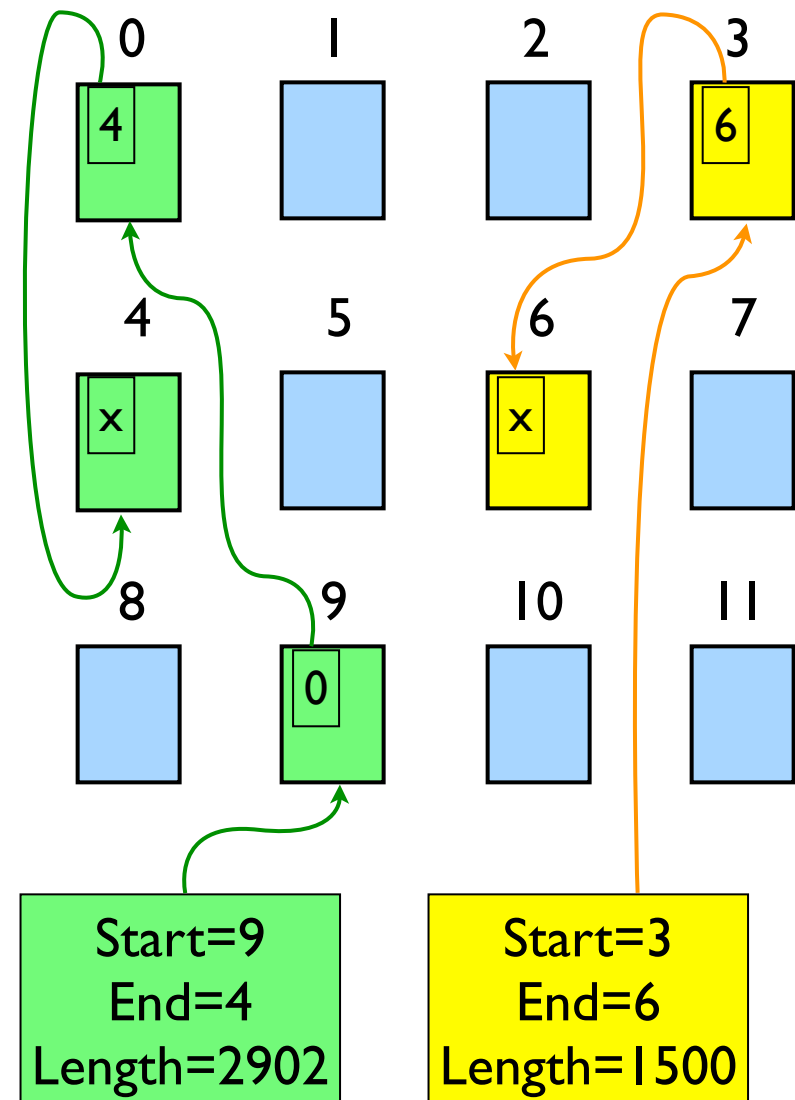 0 1 2 3
4 6
4 5 6 7
x x
8 9 10 11
0
Start=9
End=4
Length=2902
Start=3
End=6
Length=1500